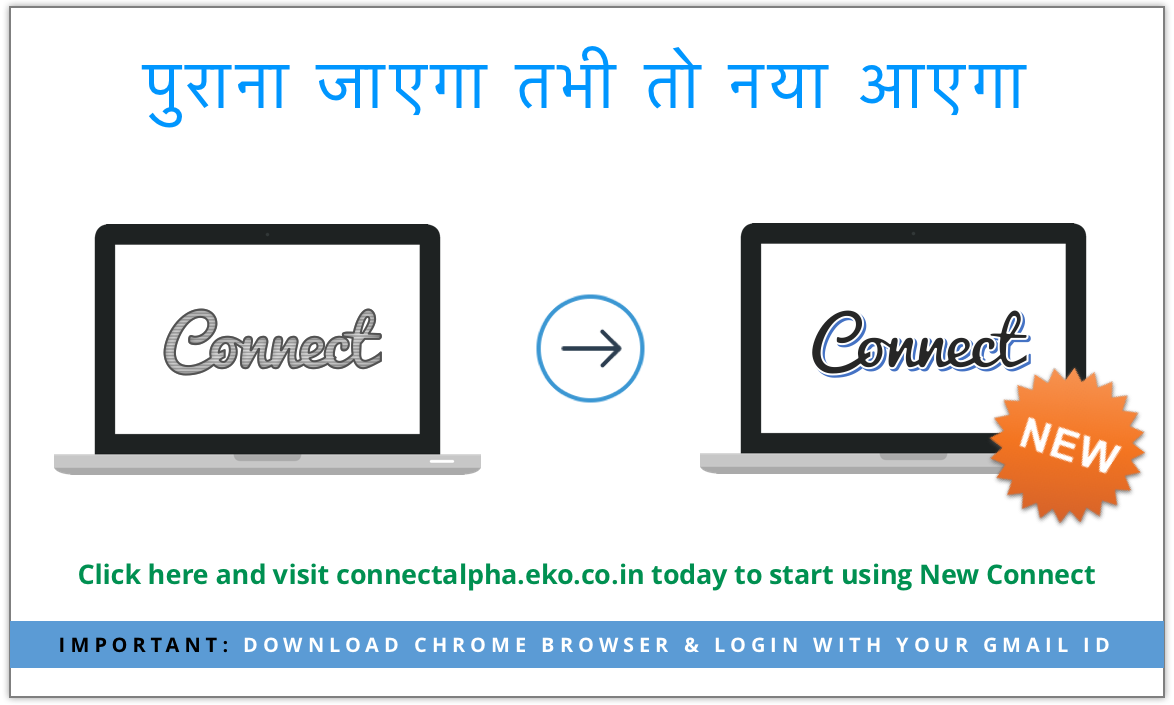 पुराना जाएगा तभी तो नया आएगा
Connect
Connect
NEW
Click here and visit connectalpha.eko.co.in today to start using New Connect
IMPORTANT: DOWNLOAD CHROME BROWSER & LOGIN WITH YOUR GMAIL ID